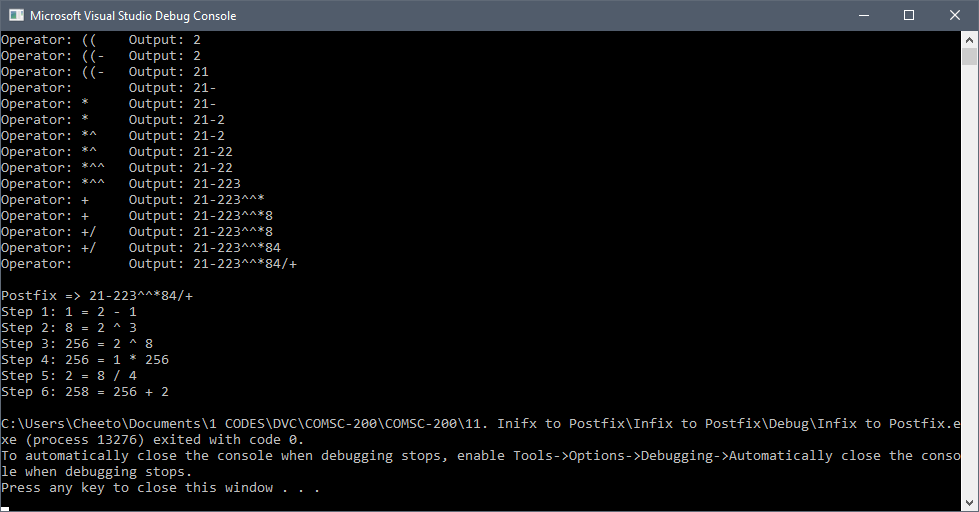 Microsoft Visual Studio Debug Console
Operator: ((    Output: 2
Operator: ((-   Output: 2
Operator: ((-   Output: 21
Operator:       Output: 21-
Operator: *     Output: 21-
Operator: *     Output: 21-2
Operator: *^    Output: 21-2
Operator: *^    Output: 21-22
Operator: *^^   Output: 21-22
Operator: *^^   Output: 21-223
Operator: +     Output: 21-223^^*
Operator: +     Output: 21-223^^*8
Operator: +/    Output: 21-223^^*8
Operator: +/    Output: 21-223^^*84
Operator:       Output: 21-223^^*84/+
Postfix => 21-223^^*84/+
Step 1: 1 = 2 - 1
Step 2: 8 = 2 ^ 3
Step 3: 256 = 2 ^ 8
Step 4: 256 = 1 * 256
Step 5: 2 = 8 / 4
Step 6: 258 = 256 + 2
C:\Users\Cheeto\Documents\1 CODES\DVC\COMSC-200\COMSC-200\11. Inifx to Postfix\Infix to Postfix\Debug\Infix to Postfix.e
xe (process 13276) exited with code 0.
To automatically close the console when debugging stops, enable Tools->Options->Debugging->Automatically close the conso
le when debugging stops.
Press any key to close this window . . .